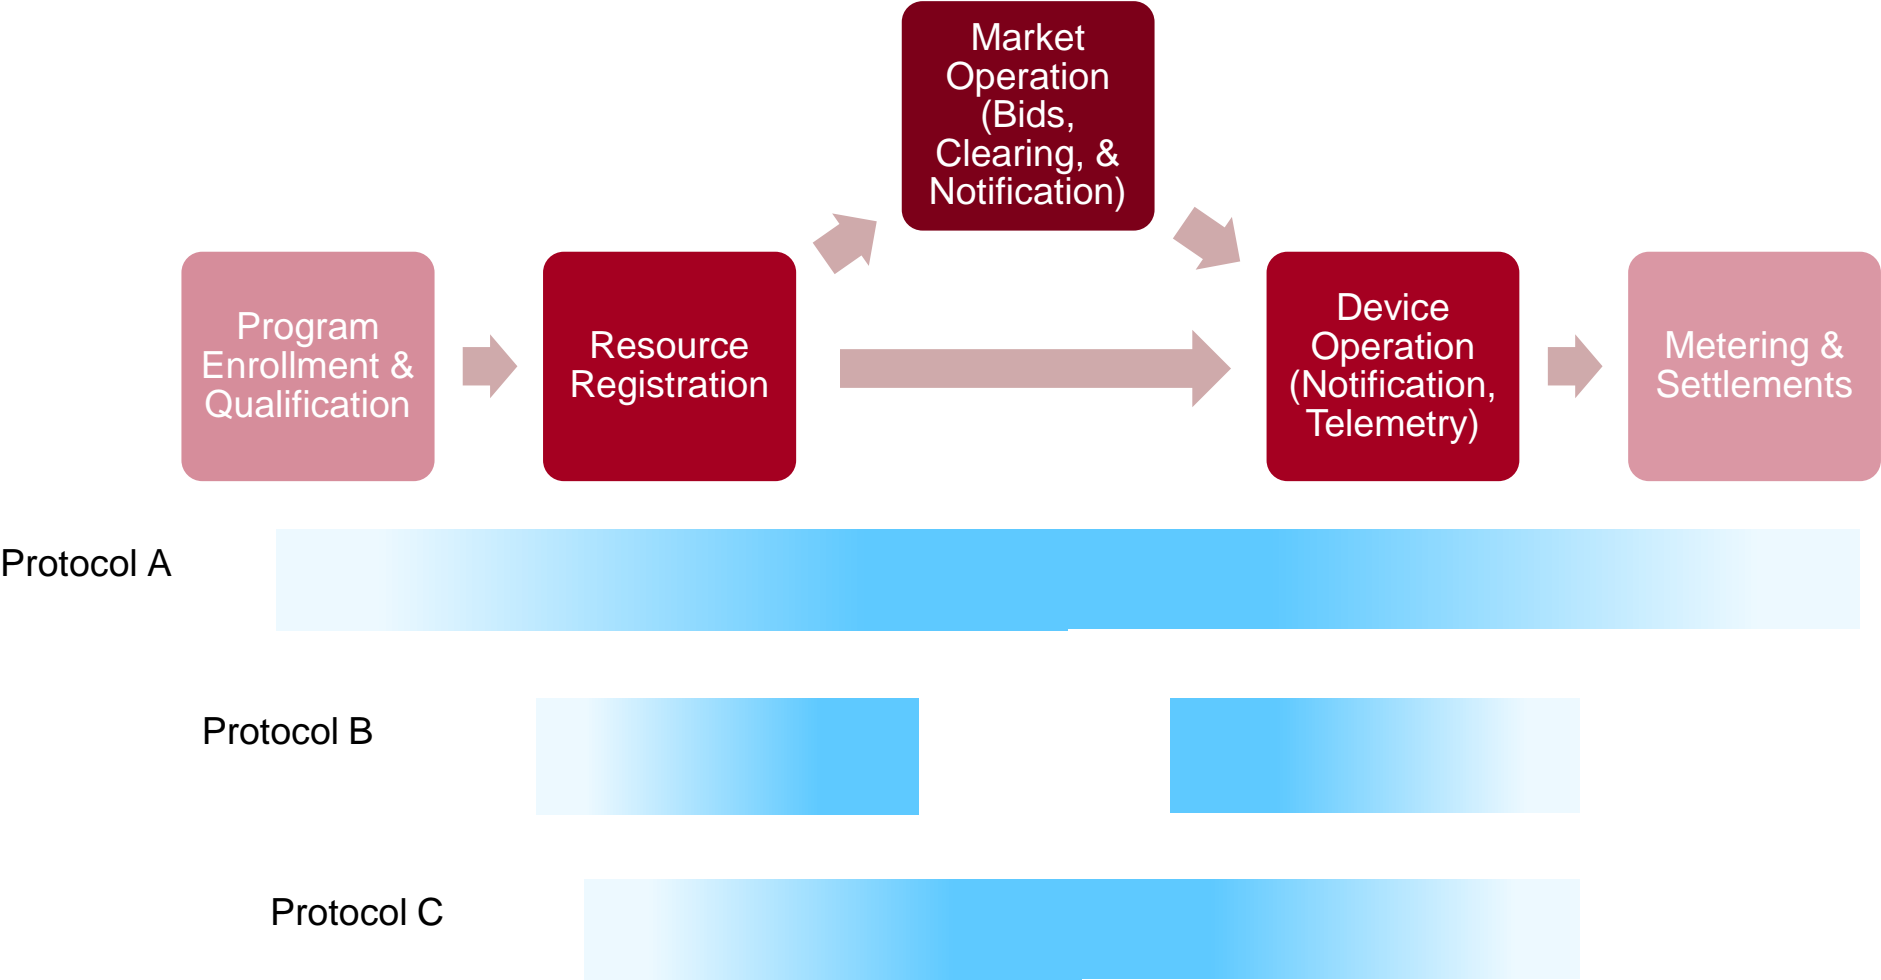 Market
Operation
(Bids,
Clearing, &
Notification)
Program
Enrollment &
Qualification
Resource
Registration
Device
Operation
(Notification,
Telemetry)
Metering &
Settlements
Protocol A
Protocol B
Protocol C